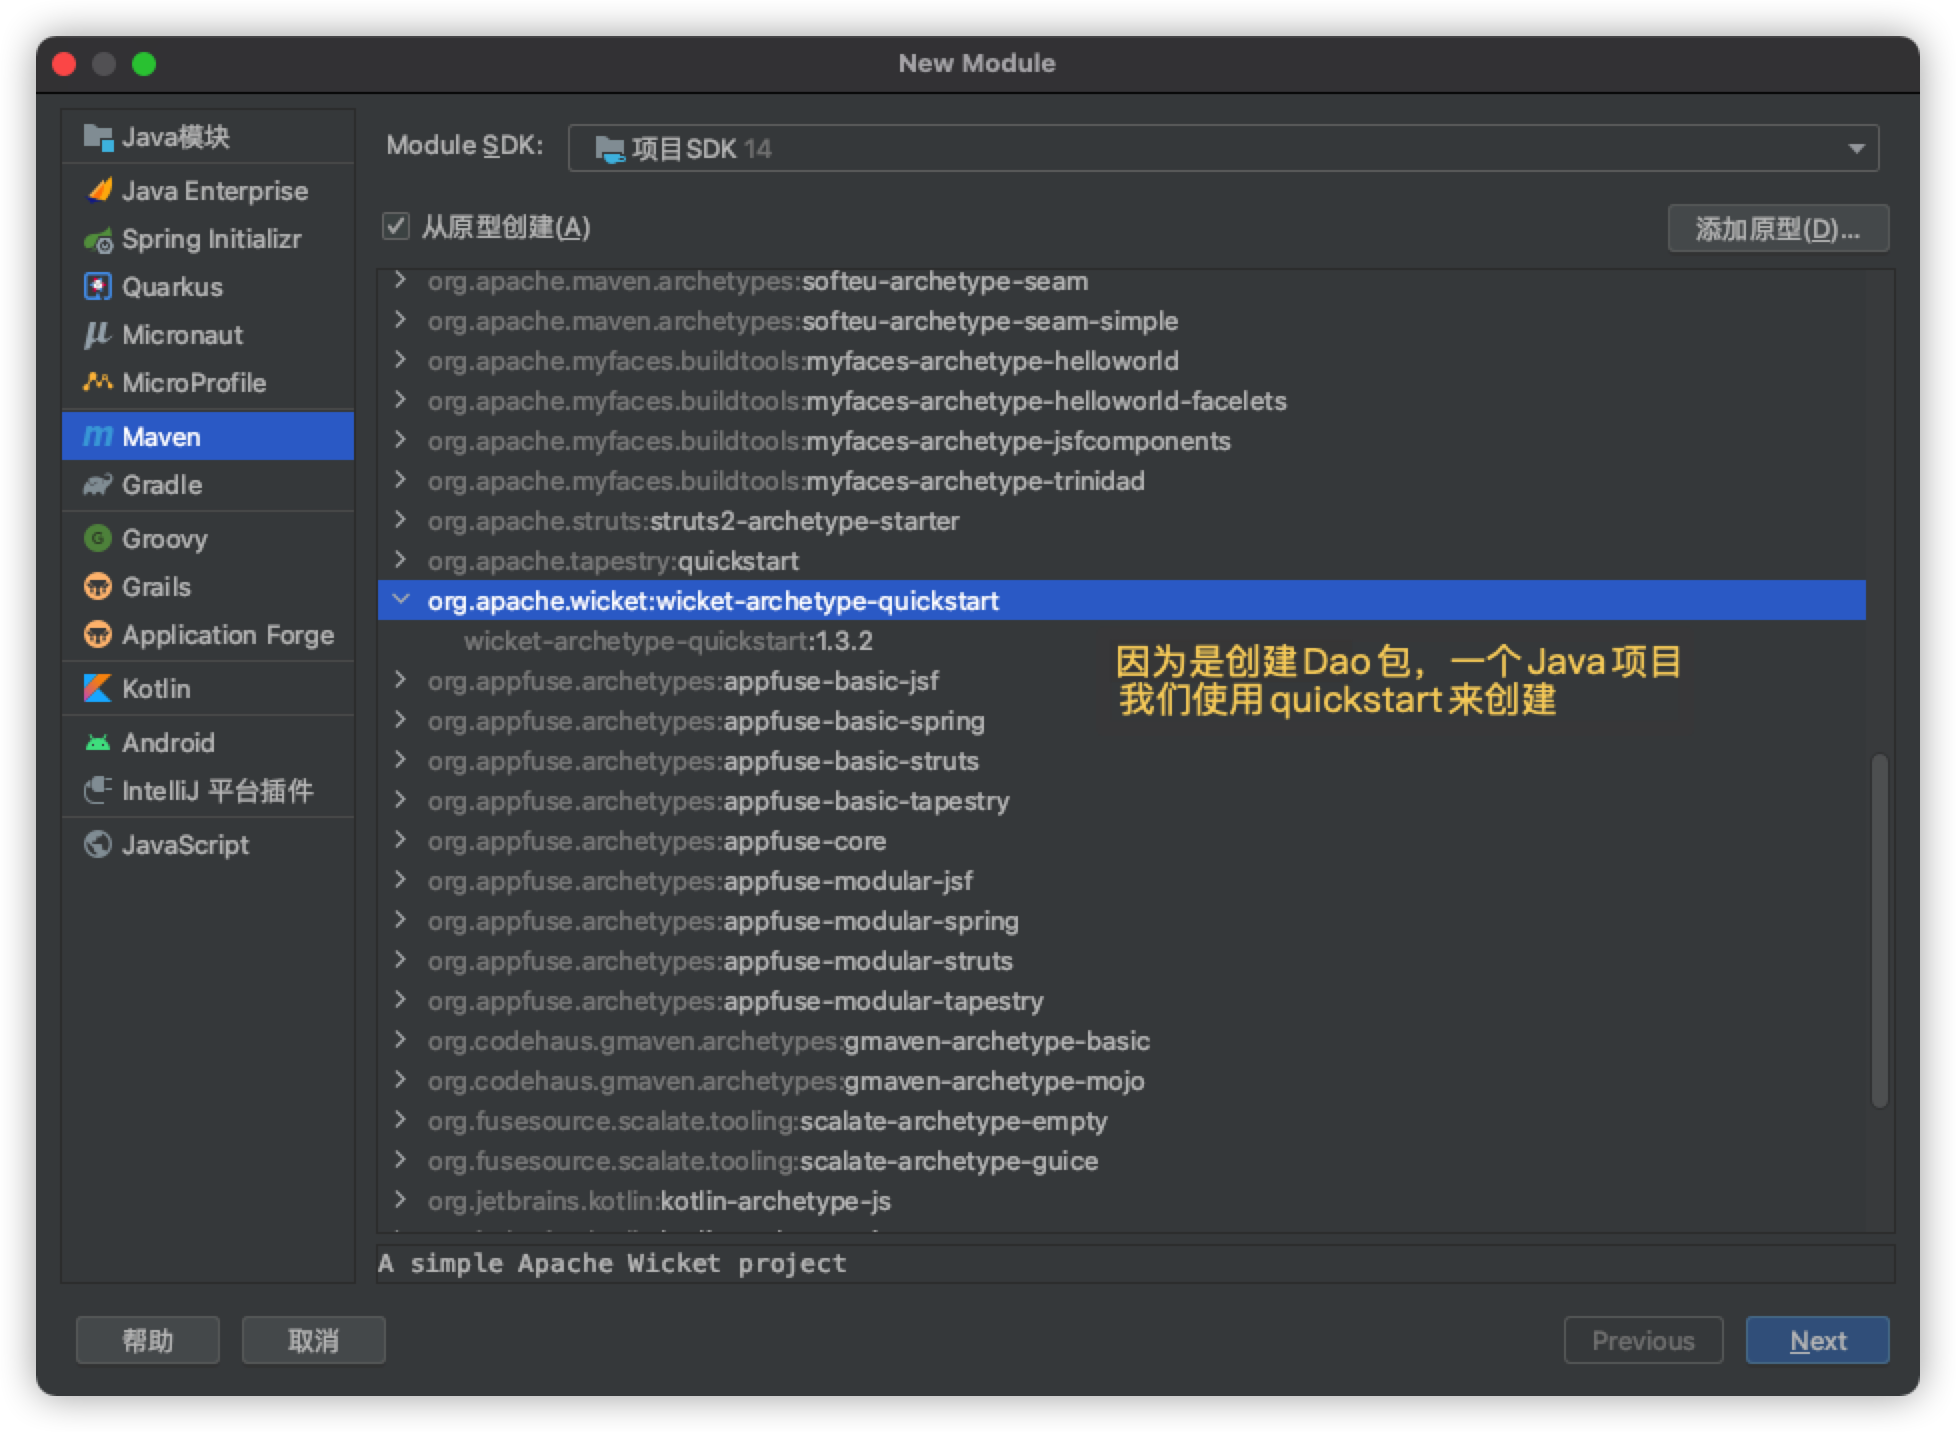 New Module
Java模块
Java Enterprise
Spring Initializr
Quarkus
Micronaut
MicroProfile
Maven
Gradle
Groovy
Grails
Application Forge
Kotlin
Android
IntelliJ 平台插件
JavaScript
Module SDK: 项目SDK 14
从原型创建(A)
添加原型(D)...
org.apache.maven.archetypes:softeu-archetype-seam
org.apache.maven.archetypes:softeu-archetype-seam-simple
org.apache.myfaces.buildtools:myfaces-archetype-helloworld
org.apache.myfaces.buildtools:myfaces-archetype-helloworld-facelets
org.apache.myfaces.buildtools:myfaces-archetype-jsfcomponents
org.apache.myfaces.buildtools:myfaces-archetype-trinidad
org.apache.struts:struts2-archetype-starter
org.apache.tapestry:quickstart
org.apache.wicket:wicket-archetype-quickstart
wicket-archetype-quickstart:1.3.2
因为是创建Dao包，一个Java项目
我们使用quickstart来创建
org.appfuse.archetypes:appfuse-basic-jsf
org.appfuse.archetypes:appfuse-basic-spring
org.appfuse.archetypes:appfuse-basic-struts
org.appfuse.archetypes:appfuse-basic-tapestry
org.appfuse.archetypes:appfuse-core
org.appfuse.archetypes:appfuse-modular-jsf
org.appfuse.archetypes:appfuse-modular-spring
org.appfuse.archetypes:appfuse-modular-struts
org.appfuse.archetypes:appfuse-modular-tapestry
org.codehaus.gmaven.archetypes:gmaven-archetype-basic
org.codehaus.gmaven.archetypes:gmaven-archetype-mojo
org.fusesource.scalate.tooling:scalate-archetype-empty
org.fusesource.scalate.tooling:scalate-archetype-guice
org.jetbrains.kotlin:kotlin-archetype-js
A simple Apache Wicket project
帮助
取消
Previous
Next